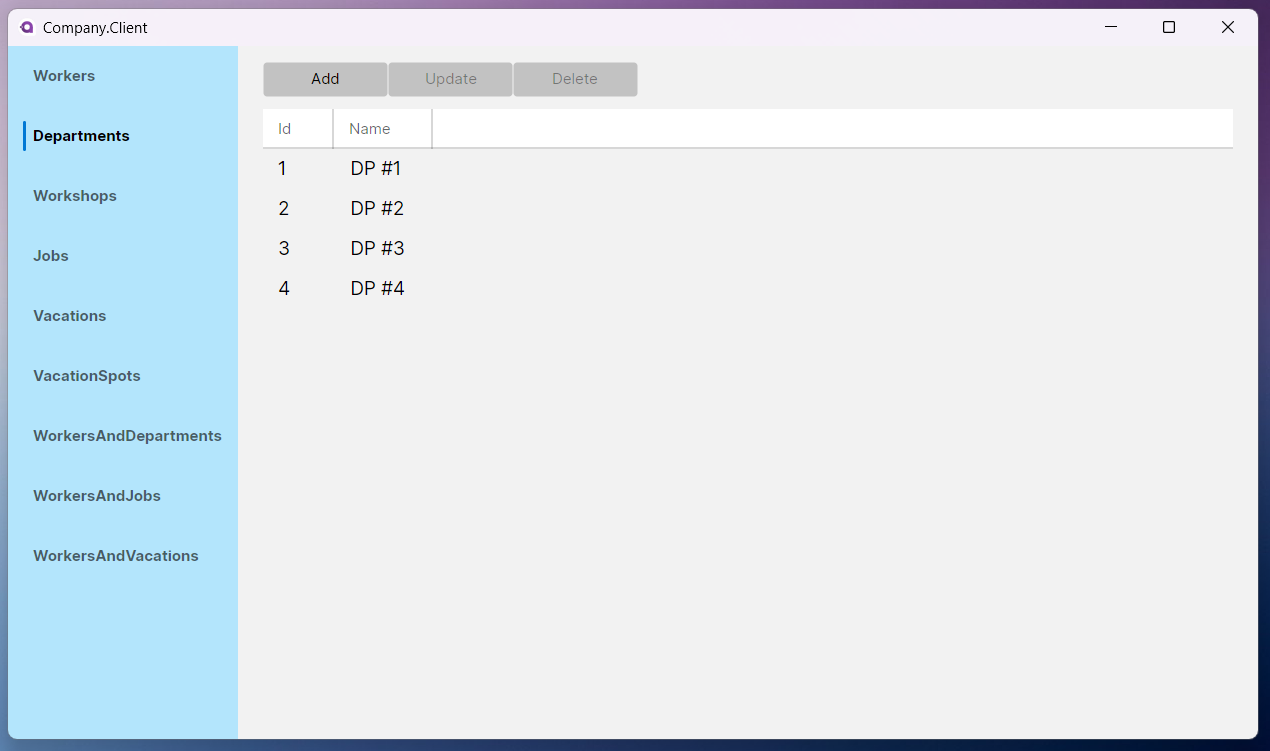 Company.Client
Workers
Departments
Workshops
Jobs
Vacations
VacationSpots
WorkersAndDepartments
WorkersAndJobs
WorkersAndVacations
Add Update Delete
Id Name
1 DP #1
2 DP #2
3 DP #3
4 DP #4